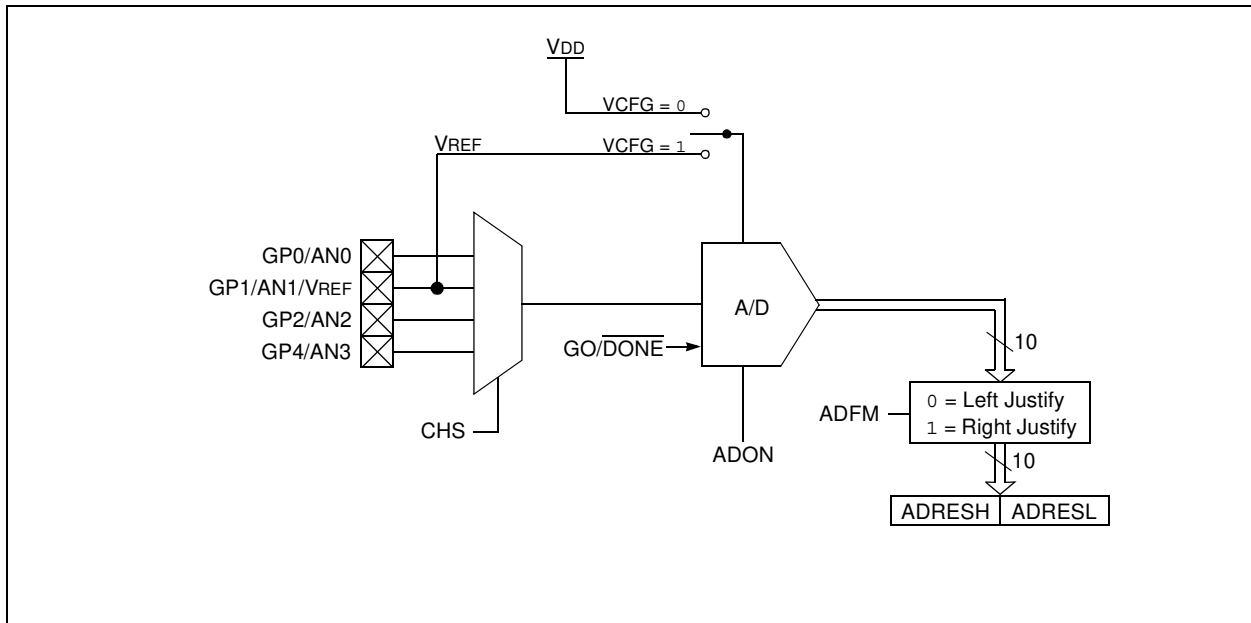 VDD
VCFG = 0
VREF
VCFG = 1
GP0/AN0
GP1/AN1/VREF
GP2/AN2
GP4/AN3
A/D
GO/DONE
10
ADFM
0 = Left Justify
1 = Right Justify
CHS
ADON
10
ADRESH ADRESL